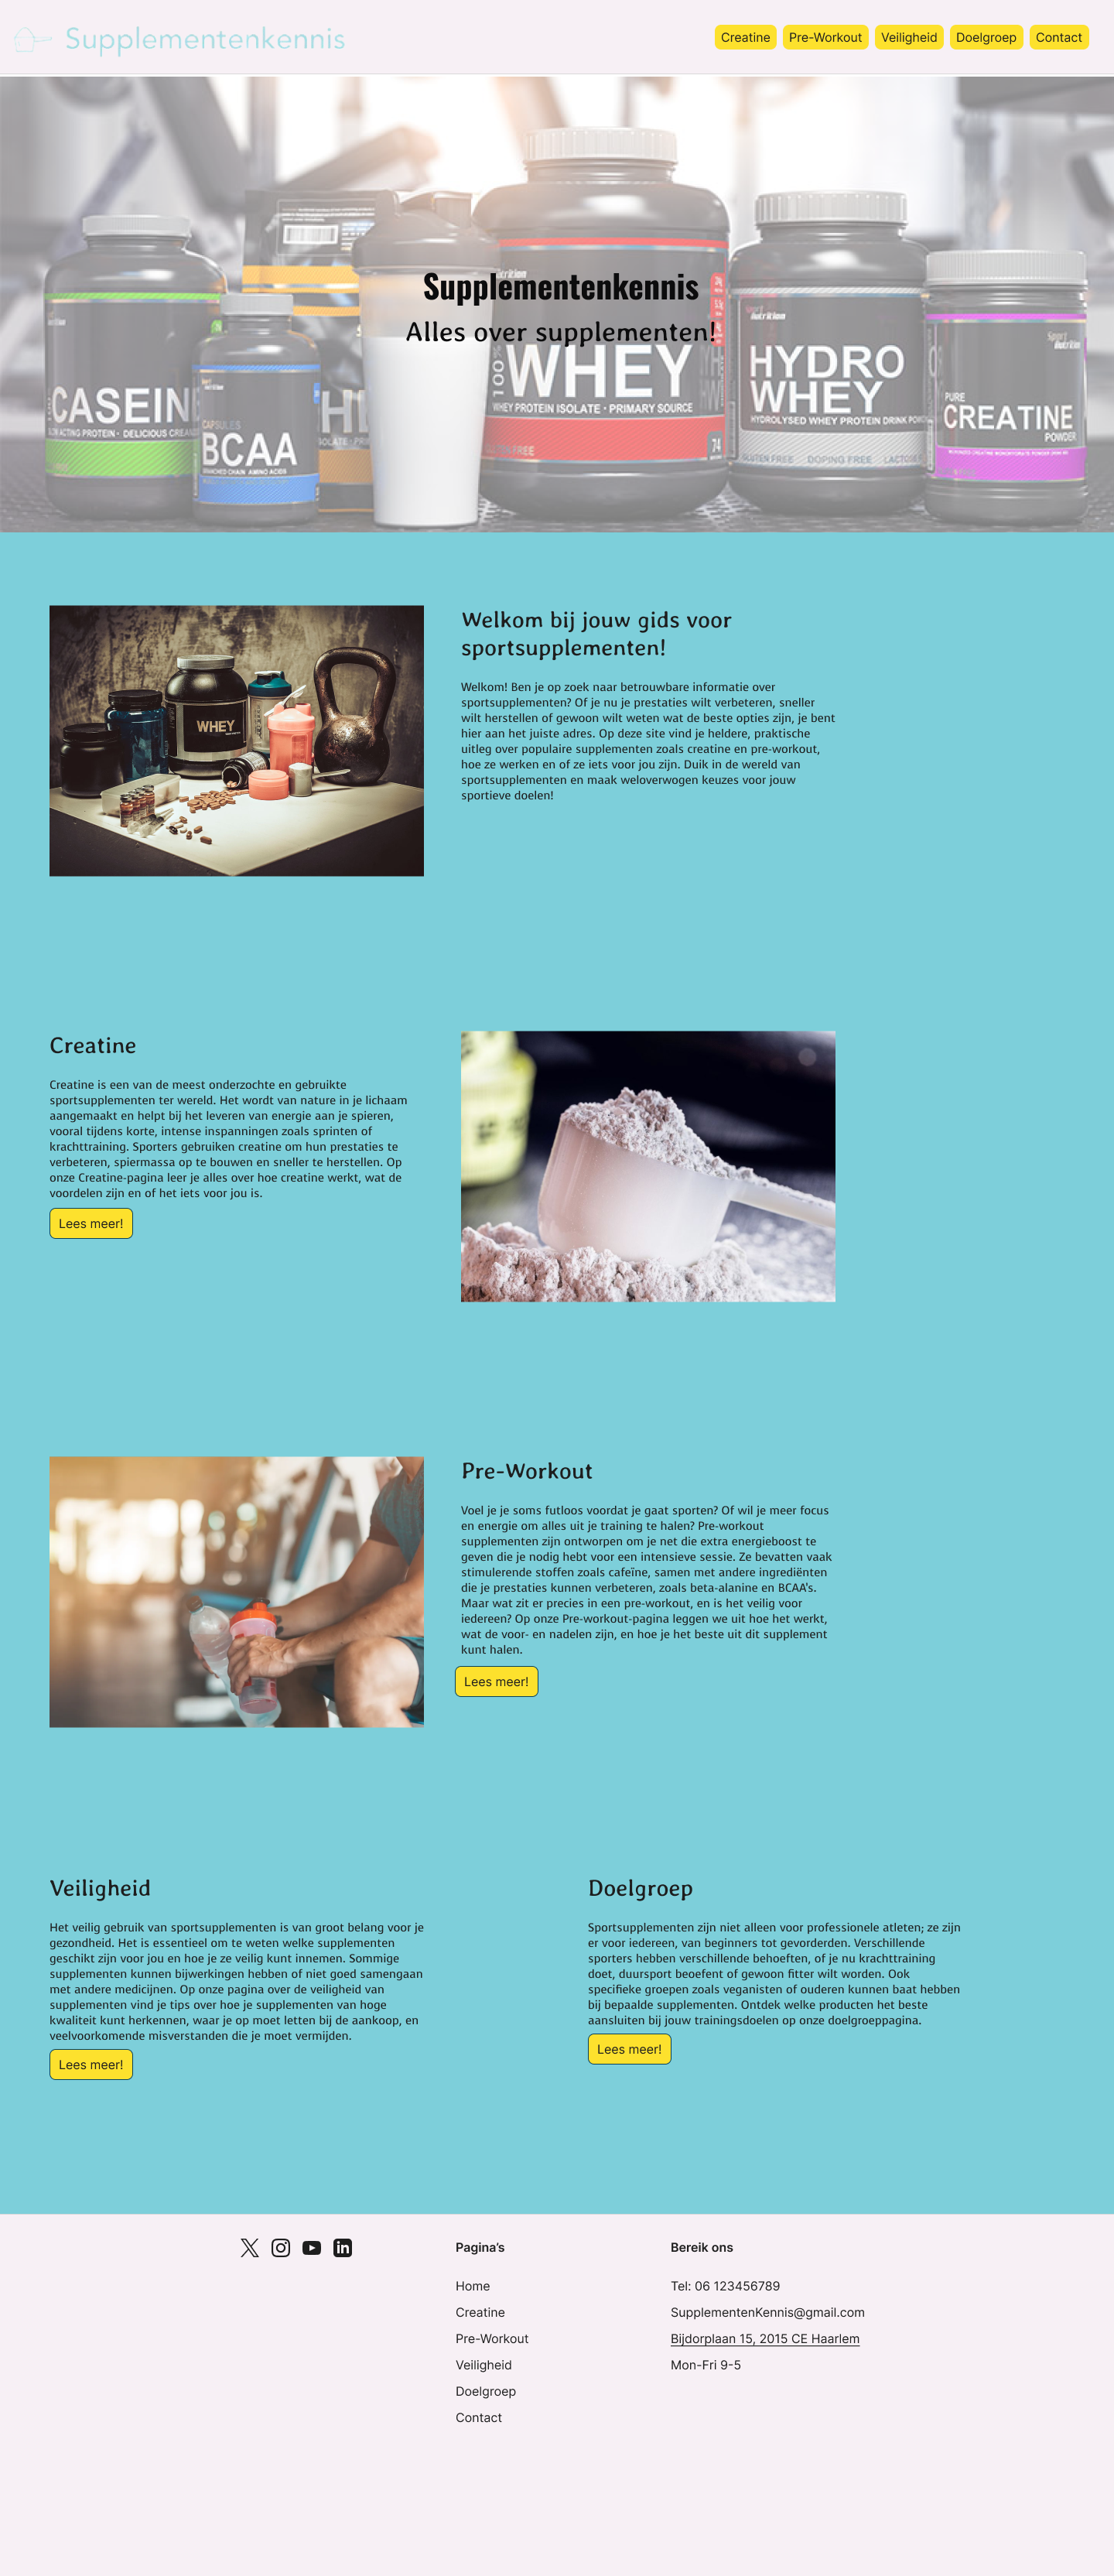 Supplementenkennis
Creatine Pre-Workout Veiligheid Doelgroep Contact
Supplementenkennis
Alles over supplementen!
CASEIN
DELICIOUS
CAPSULES
BCAA
BRANCHED CHAIN AMINO ACIDS
100%
WHEY
WHEY PROTEIN ISOLATE • PRIMARY SOURCE
74
HYDRO
WHEY
HYDROLYSED WHEY PROTEIN DRINK
GLUTEN FREE DOPING FREE
Sport
Nutrition
PURE
CREATINE
POWDER
WHEY
Welkom bij jouw gids voor
sportsupplementen!
Welkom! Ben je op zoek naar betrouwbare informatie over
sportsupplementen? Of je nu je prestaties wilt verbeteren, sneller
wilt herstellen of gewoon wilt weten wat de beste opties zijn, je bent
hier aan het juiste adres. Op deze site vind je heldere, praktische
uitleg over populaire supplementen zoals creatine en pre-workout,
hoe ze werken en of ze iets voor jou zijn. Duik in de wereld van
sportsupplementen en maak weloverwogen keuzes voor jouw
sportieve doelen!
Creatine
Creatine is een van de meest onderzochte en gebruikte
sportsupplementen ter wereld. Het wordt van nature in je lichaam
aangemaakt en helpt bij het leveren van energie aan je spieren,
vooral tijdens korte, intense inspanningen zoals sprinten of
krachttraining. Sporters gebruiken creatine om hun prestaties te
verbeteren, spiermassa op te bouwen en sneller te herstellen. Op
onze Creatine-pagina leer je alles over hoe creatine werkt, wat de
voordelen zijn en of het iets voor jou is.
Lees meer!
Pre-Workout
Voel je je soms futloos voordat je gaat sporten? Of wil je meer focus
en energie om alles uit je training te halen? Pre-workout
supplementen zijn ontworpen om je net die extra energieboost te
geven die je nodig hebt voor een intensieve sessie. Ze bevatten vaak
stimulerende stoffen zoals cafeïne, samen met andere ingrediënten
die je prestaties kunnen verbeteren, zoals beta-alanine en BCAA's.
Maar wat zit er precies in een pre-workout, en is het veilig voor
iedereen? Op onze Pre-workout-pagina leggen we uit hoe het werkt,
wat de voor- en nadelen zijn, en hoe je het beste uit dit supplement
kunt halen.
Lees meer!
Veiligheid
Het veilig gebruik van sportsupplementen is van groot belang voor je
gezondheid. Het is essentieel om te weten welke supplementen
geschikt zijn voor jou en hoe je ze veilig kunt innemen. Sommige
supplementen kunnen bijwerkingen hebben of niet goed samengaan
met andere medicijnen. Op onze pagina over de veiligheid van
supplementen vind je tips over hoe je supplementen van hoge
kwaliteit kunt herkennen, waar je op moet letten bij de aankoop, en
veelvoorkomende misverstanden die je moet vermijden.
Lees meer!
Doelgroep
Sportsupplementen zijn niet alleen voor professionele atleten; ze zijn
er voor iedereen, van beginners tot gevorderden. Verschillende
sporters hebben verschillende behoeften, of je nu krachttraining
doet, duursport beoefent of gewoon fitter wilt worden. Ook
specifieke groepen zoals veganisten of ouderen kunnen baat hebben
bij bepaalde supplementen. Ontdek welke producten het beste
aansluiten bij jouw trainingsdoelen op onze doelgroeppagina.
Lees meer!
Pagina's
Home
Creatine
Pre-Workout
Veiligheid
Doelgroep
Contact
Bereik ons
Tel: 06 123456789
SupplementenKennis@gmail.com
Bijdorplaan 15, 2015 CE Haarlem
Mon-Fri 9-5